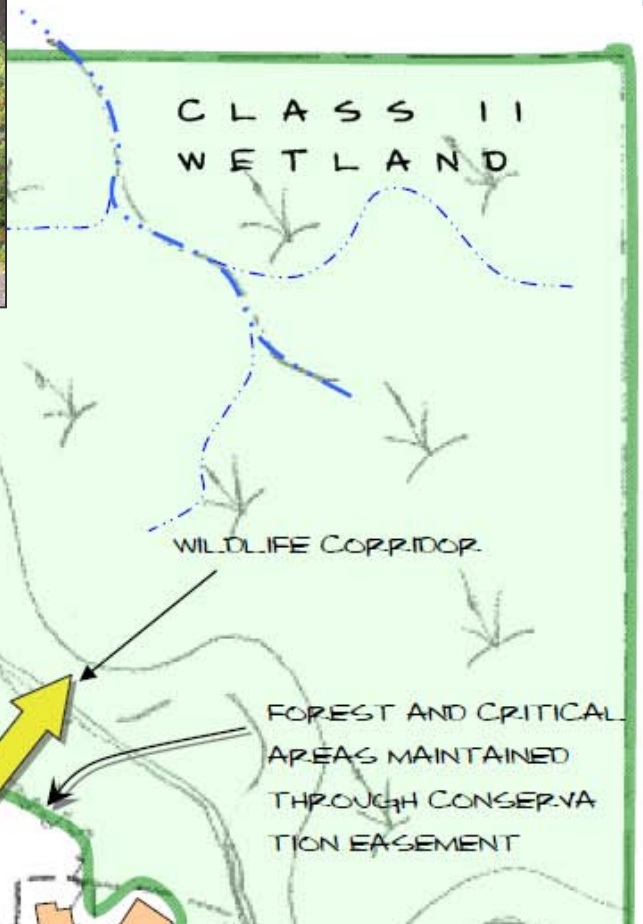 CLASS II
WETLAND
WILDLIFE CORRIDOR
FOREST AND CRITICAL
AREAS MAINTAINED
THROUGH CONSERVA
TION EASEMENT